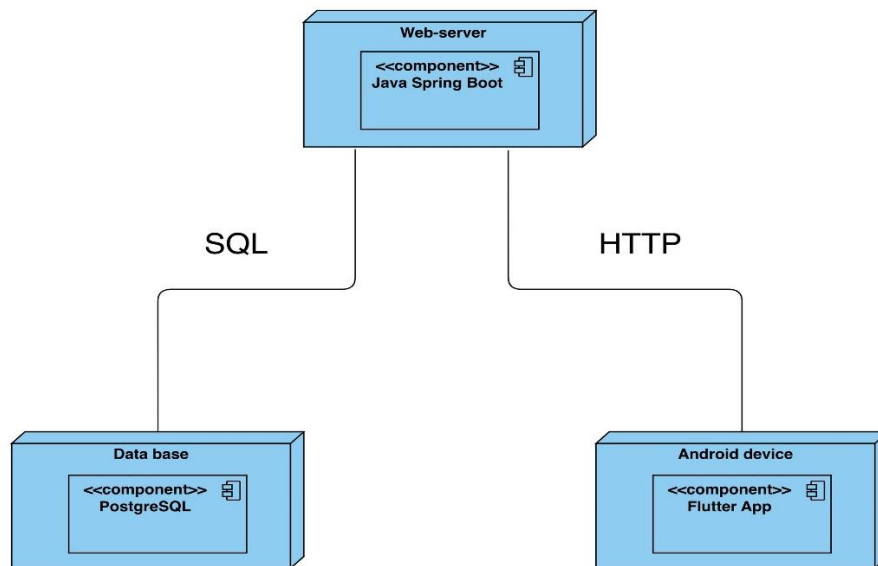 Web-server
<<component>>
Java Spring Boot
SQL
HTTP
Data base
<<component>>
PostgreSQL
Android device
<<component>>
Flutter App